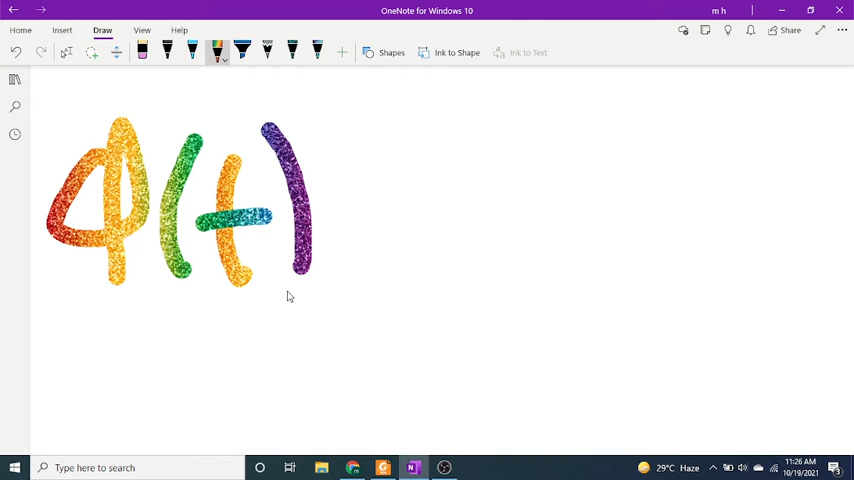 OneNote for Windows 10
m h
Home
Insert
Draw
View
Help
Share
Shapes
Ink to Shape
Ink to Text
φ(t)
Type here to search
29°C Haze
11:26 AM
10/19/2021
3